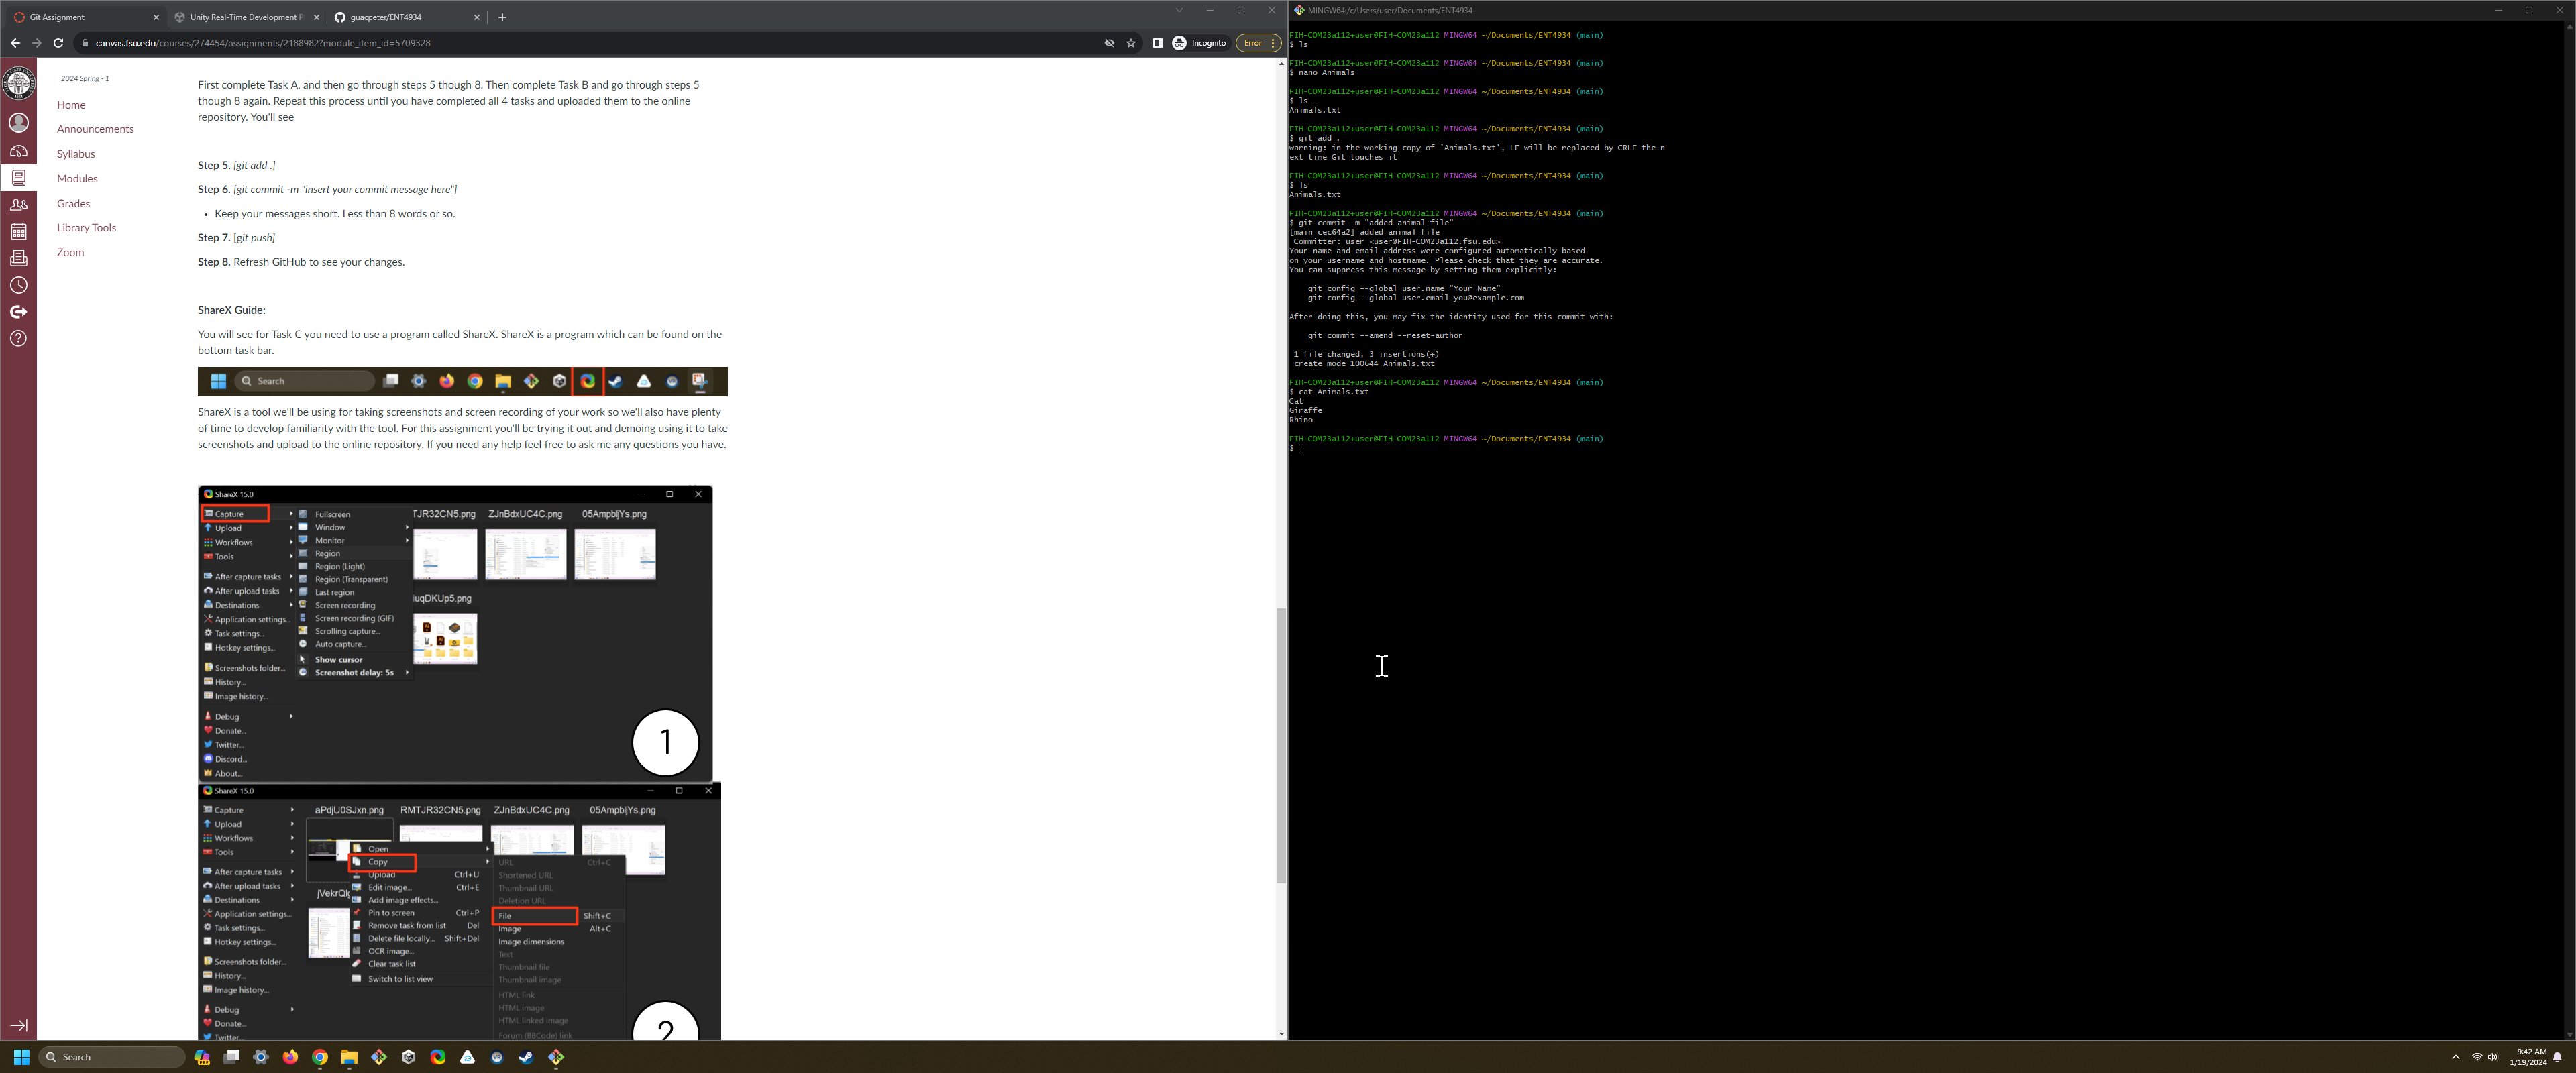 Git Assignment
Unity Real-Time Development P
guacpeter/ENT4934
canvas.fsu.edu/courses/274454/assignments/2188982?module_item_id=5709328
Incognito
Error
2024 Spring - 1
Home
Announcements
Syllabus
Modules
Grades
Library Tools
Zoom
First complete Task A, and then go through steps 5 though 8. Then complete Task B and go through steps 5
though 8 again. Repeat this process until you have completed all 4 tasks and uploaded them to the online
repository. You'll see
Step 5. [git add .]
Step 6. [git commit -m "insert your commit message here"]
Keep your messages short. Less than 8 words or so.
Step 7. [git push]
Step 8. Refresh GitHub to see your changes.
ShareX Guide:
You will see for Task C you need to use a program called ShareX. ShareX is a program which can be found on the
bottom task bar.
Search
ShareX is a tool we'll be using for taking screenshots and screen recording of your work so we'll also have plenty
of time to develop familiarity with the tool. For this assignment you'll be trying it out and demoing using it to take
screenshots and upload to the online repository. If you need any help feel free to ask me any questions you have.
ShareX 15.0
Capture
Upload
Workflows
Tools
After capture tasks
After upload tasks
Destinations
Application settings...
Task settings...
Hotkey settings...
Screenshots folder...
History...
Image history...
Debug
Donate...
Twitter...
Discord...
About...
Fullscreen
Window
Monitor
Region
Region (Light)
Region (Transparent)
Last region
Screen recording
Screen recording (GIF)
Scrolling capture...
Auto capture...
Show cursor
Screenshot delay: 5s
TJR32CN5.png
ZJnBdxUC4C.png
05AmpbljYs.png
iuqDKUp5.png
1
ShareX 15.0
Capture
Upload
Workflows
Tools
After capture tasks
After upload tasks
Destinations
Application settings...
Task settings...
Hotkey settings...
Screenshots folder...
History...
Image history...
Debug
Donate...
Twitter...
aPdjU0SJxn.png
RMTJR32CN5.png
ZJnBdxUC4C.png
05AmpbljYs.png
Open
Copy
Upload Ctrl+U
Edit image... Ctrl+E
Add image effects...
Pin to screen Ctrl+P
Remove task from list Del
Delete file locally... Shift+Del
OCR image...
Clear task list
Switch to list view
URL Ctrl+C
Shortened URL
Thumbnail URL
Deletion URL
File Shift+C
Image Alt+C
Image dimensions
Text
Thumbnail file
Thumbnail image
HTML link
HTML image
HTML linked image
Forum (BBCode) link
2
MINGW64:/c/Users/user/Documents/ENT4934
FIH-COM23a112+user@FIH-COM23a112 MINGW64 ~/Documents/ENT4934 (main)
$ ls
FIH-COM23a112+user@FIH-COM23a112 MINGW64 ~/Documents/ENT4934 (main)
$ nano Animals
FIH-COM23a112+user@FIH-COM23a112 MINGW64 ~/Documents/ENT4934 (main)
$ ls
Animals.txt
FIH-COM23a112+user@FIH-COM23a112 MINGW64 ~/Documents/ENT4934 (main)
$ git add .
warning: in the working copy of 'Animals.txt', LF will be replaced by CRLF the n
ext time Git touches it
FIH-COM23a112+user@FIH-COM23a112 MINGW64 ~/Documents/ENT4934 (main)
$ ls
Animals.txt
FIH-COM23a112+user@FIH-COM23a112 MINGW64 ~/Documents/ENT4934 (main)
$ git commit -m "added animal file"
[main cec64a2] added animal file
Committer: user <user@FIH-COM23a112.fsu.edu>
Your name and email address were configured automatically based
on your username and hostname. Please check that they are accurate.
You can suppress this message by setting them explicitly:
git config --global user.name "Your Name"
git config --global user.email you@example.com
After doing this, you may fix the identity used for this commit with:
git commit --amend --reset-author
1 file changed, 3 insertions(+)
create mode 100644 Animals.txt
FIH-COM23a112+user@FIH-COM23a112 MINGW64 ~/Documents/ENT4934 (main)
$ cat Animals.txt
Cat
Giraffe
Rhino
FIH-COM23a112+user@FIH-COM23a112 MINGW64 ~/Documents/ENT4934 (main)
$
Search
9:42 AM
1/19/2024